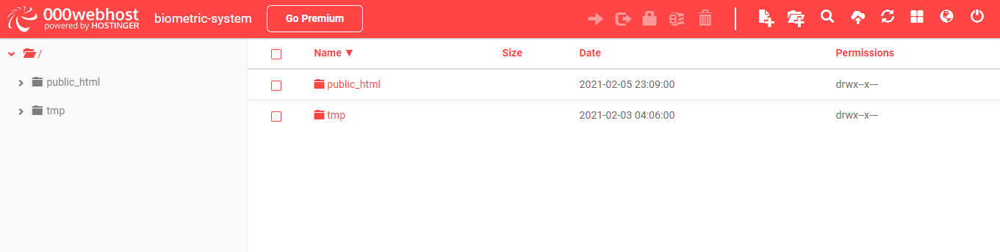 000webhost
powered by HOSTINGER
biometric-system
Go Premium
/
public_html
tmp
Name ▼ Size Date Permissions
public_html 2021-02-05 23:09:00 drwx--x---
tmp 2021-02-03 04:06:00 drwx--x---